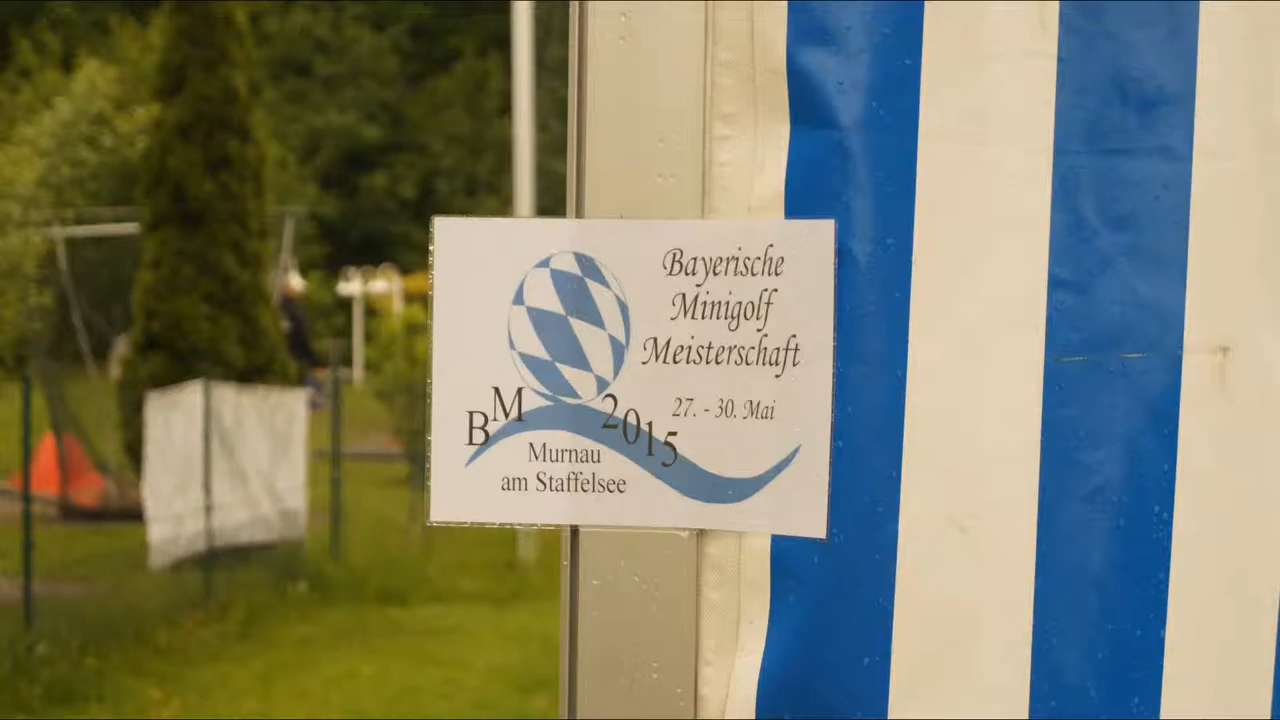 Bayerische
Minigolf
Meisterschaft
27. - 30. Mai
BM 2015
Murnau
am Staffelsee